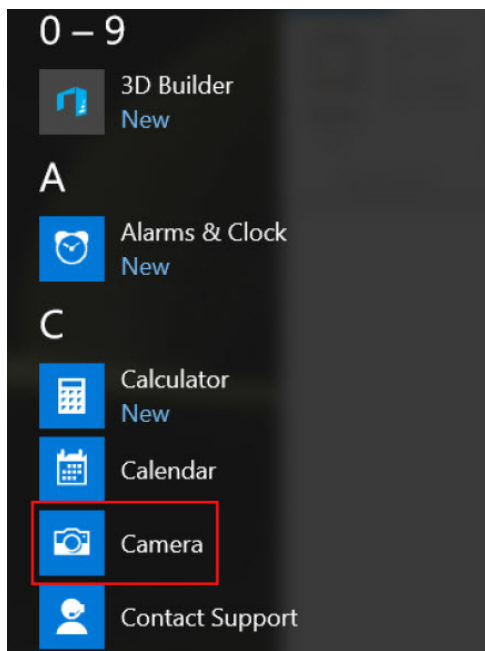 0 – 9
3D Builder
New
A
Alarms & Clock
New
C
Calculator
New
Calendar
Camera
Contact Support